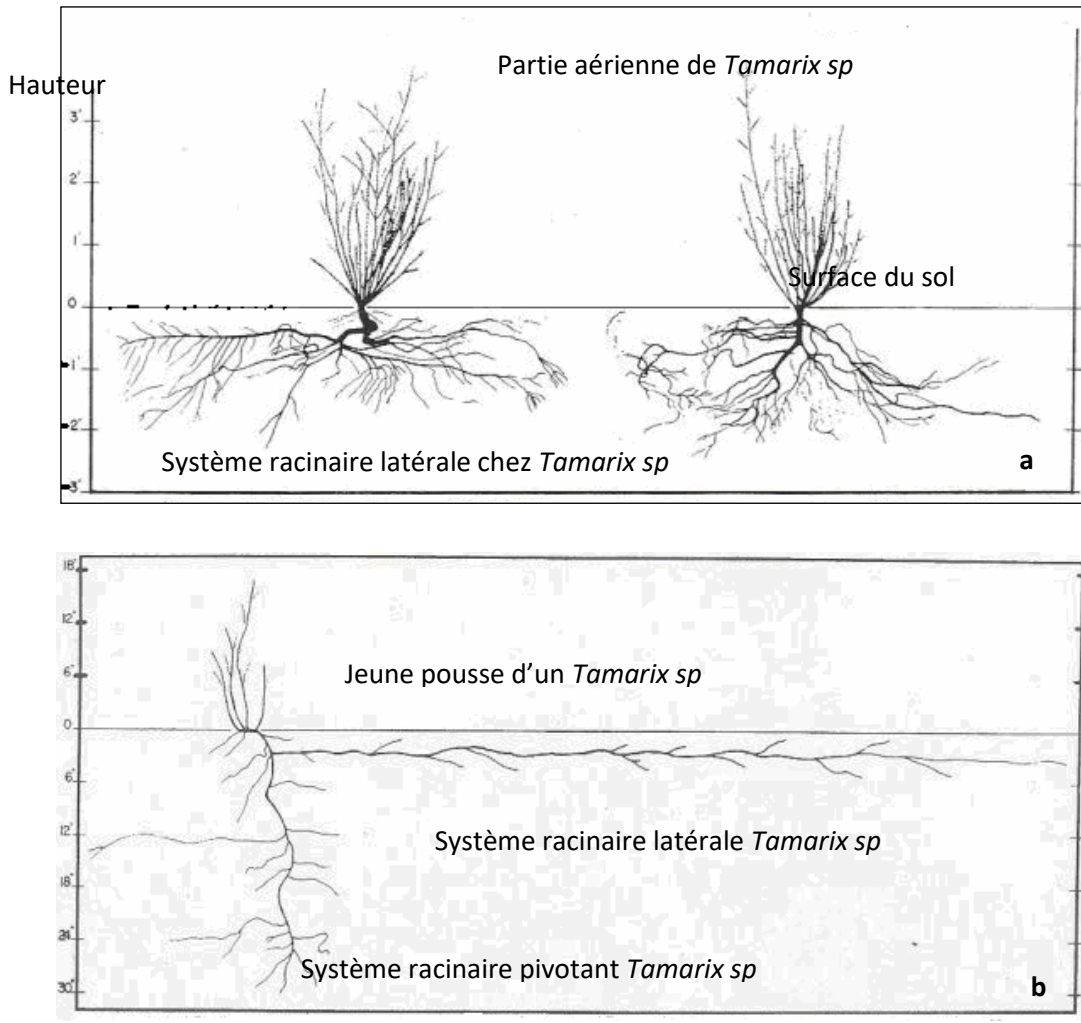 Partie aérienne de Tamarix sp
Hauteur
3'
2'
1'
0
Surface du sol
1'
2'
3'
Système racinaire latérale chez Tamarix sp
a
18"
12"
6"
Jeune pousse d'un Tamarix sp
0
6"
12"
Système racinaire latérale Tamarix sp
18"
24"
30"
Système racinaire pivotant Tamarix sp
b